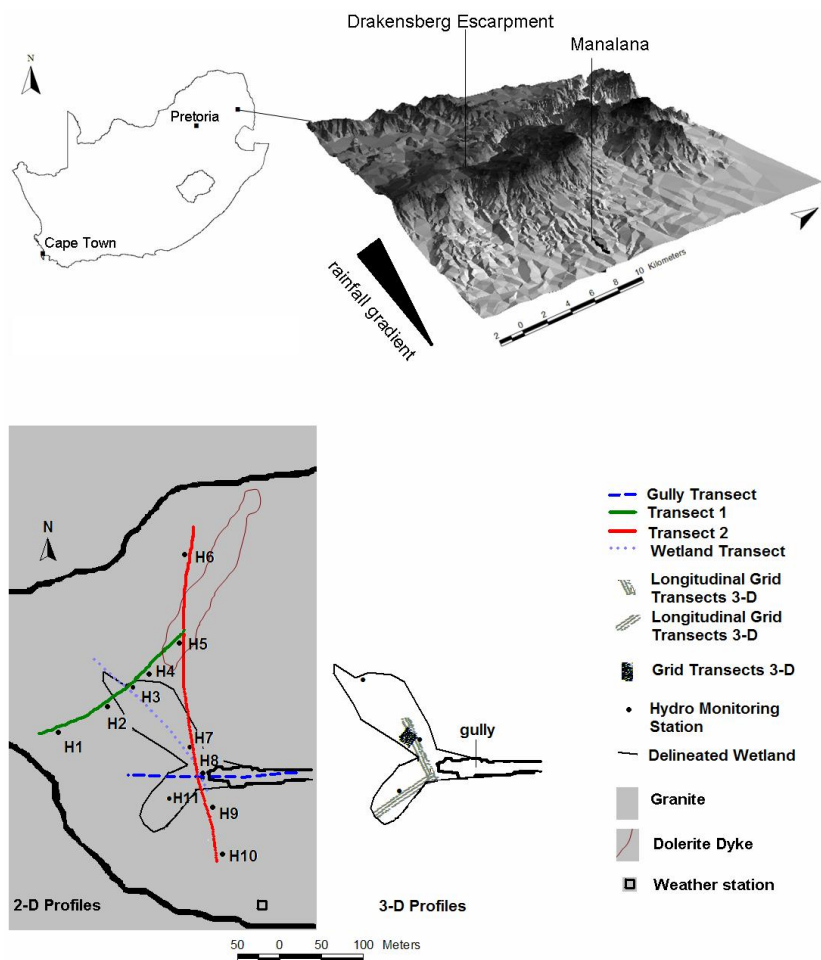 Drakensberg Escarpment
Manalana
N
Pretoria
Cape Town
rainfall gradient
2 0 2 4 6 8 10 Kilometers
N
H6
H5
H4
H3
H2
H1
H7
H8
H11
H9
H10
2-D Profiles
gully
3-D Profiles
50 0 50 100 Meters
Gully Transect
Transect 1
Transect 2
Wetland Transect
Longitudinal Grid
Transects 3-D
Longitudinal Grid
Transects 3-D
Grid Transects 3-D
Hydro Monitoring
Station
Delineated Wetland
Granite
Dolerite Dyke
Weather station